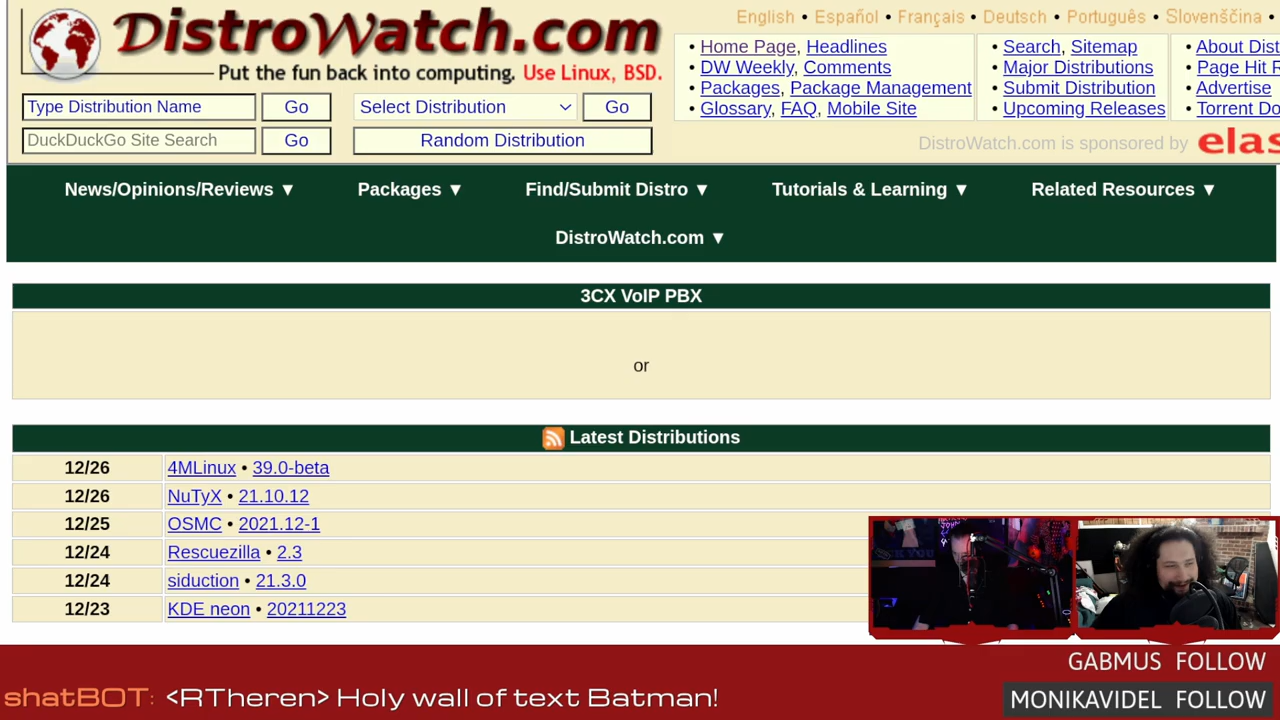 DistroWatch.com
Put the fun back into computing. Use Linux, BSD.
English • Español • Français • Deutsch • Português • Slovenščina •
• Home Page, Headlines
• DW Weekly, Comments
• Packages, Package Management
• Glossary, FAQ, Mobile Site
• Search, Sitemap
• Major Distributions
• Submit Distribution
• Upcoming Releases
• About Dist
• Page Hit R
• Advertise
• Torrent Do
Type Distribution Name Go Select Distribution Go
DuckDuckGo Site Search Go Random Distribution
DistroWatch.com is sponsored by elas
News/Opinions/Reviews ▼ Packages ▼ Find/Submit Distro ▼ Tutorials & Learning ▼ Related Resources ▼
DistroWatch.com ▼
3CX VoIP PBX
or
Latest Distributions
12/26 4MLinux • 39.0-beta
12/26 NuTyX • 21.10.12
12/25 OSMC • 2021.12-1
12/24 Rescuezilla • 2.3
12/24 siduction • 21.3.0
12/23 KDE neon • 20211223
GABMUS FOLLOW
MONIKAVIDEL FOLLOW
shatBOT: <RTheren> Holy wall of text Batman!